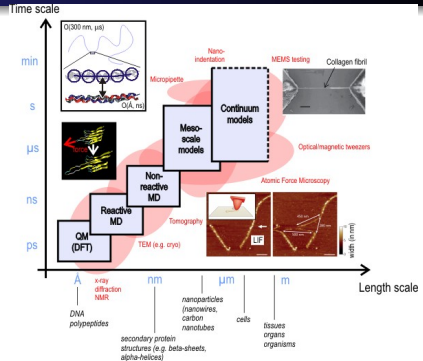 Time scale
O(300 nm, µs)
O(Å, ns)
force
min
s
µs
ns
ps
Nano-
indentation
MEMS testing
Collagen fibril
Micropipette
Continuum
models
Meso-
scale
models
Optical/magnetic tweezers
Non-
reactive
MD
Atomic Force Microscopy
Reactive
MD
Tomography
LIF
width (in nm)
QM
(DFT)
TEM (e.g. cryo)
Å
nm
µm
m
Length scale
x-ray
diffraction
NMR
DNA
polypeptides
secondary protein
structures (e.g. beta-sheets,
alpha-helices)
nanoparticles
(nanowires,
carbon
nanotubes
cells
tissues
organs
organisms